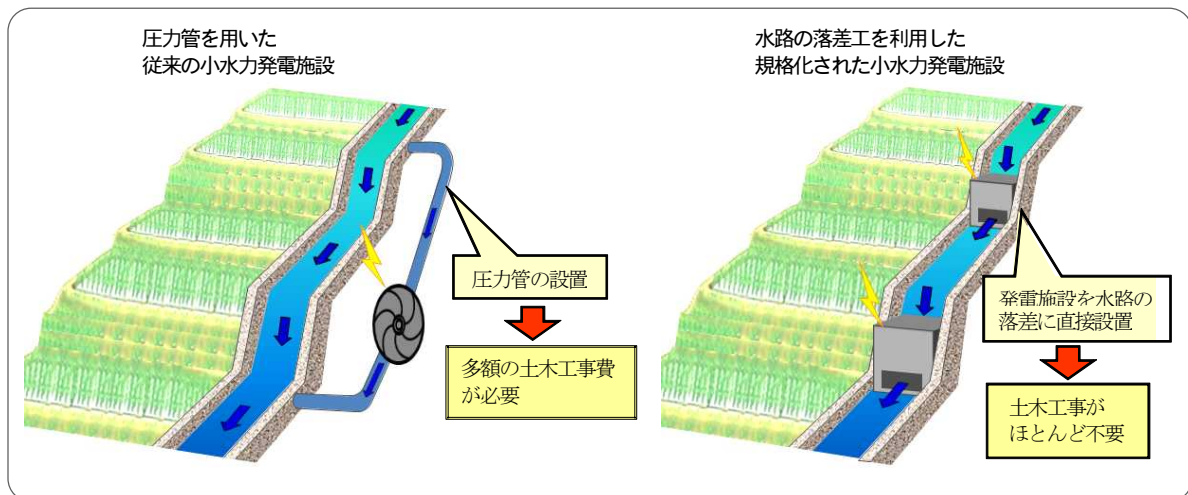 圧力管を用いた
従来の小水力発電施設
水路の落差工を利用した
規格化された小水力発電施設
圧力管の設置
多額の土木工事費
が必要
発電施設を水路の
落差に直接設置
土木工事が
ほとんど不要